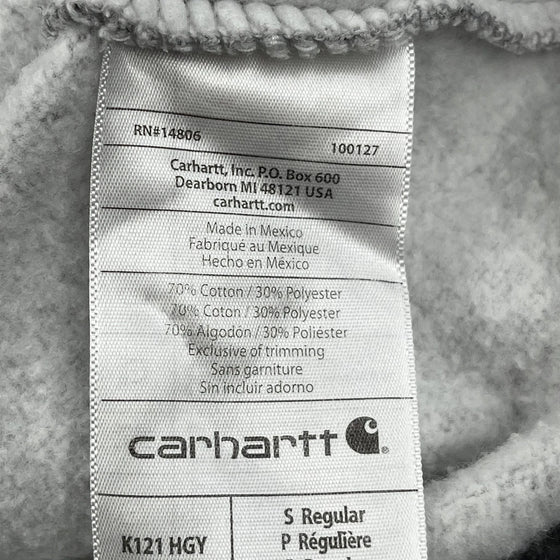 RN#14806 100127
Carhartt, Inc. P.O. Box 600
Dearborn MI 48121 USA
carhartt.com
Made in Mexico
Fabriqué au Mexique
Hecho en México
70% Cotton / 30% Polyester
70% Coton / 30% Polyester
70% Algodón / 30% Poliéster
Exclusive of trimming
Sans garniture
Sin incluir adorno
carhartt
K121 HGY
S Regular
P Régulière